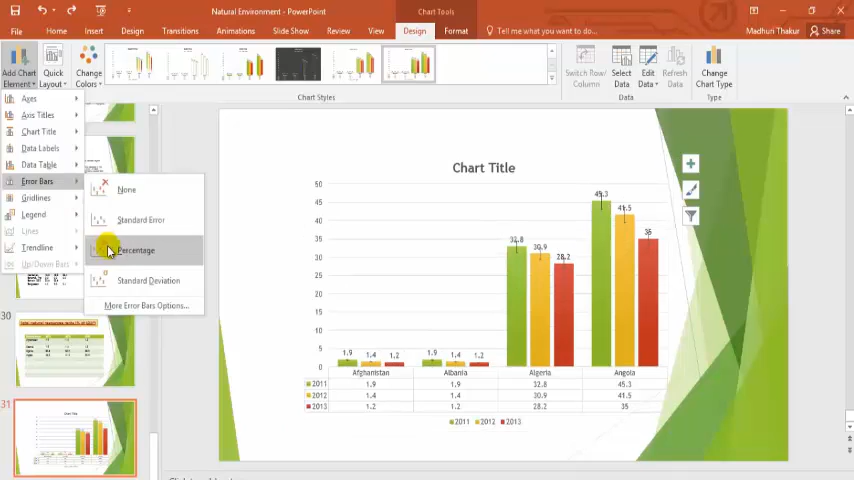 Natural Environment - PowerPoint
Chart Tools
File Home Insert Design Transitions Animations Slide Show Review View Design Format Tell me what you want to do...
Madhuri Thakur Share
Add Chart Element
Quick Layout
Change Colors
Switch Row/ Column
Select Data
Edit Data
Refresh Data
Change Chart Type
Chart Styles
Data
Type
Axes
Axis Titles
Chart Title
Data Labels
Data Table
Error Bars
Gridlines
Legend
Lines
Trendline
Up/Down Bars
None
Standard Error
Percentage
Standard Deviation
More Error Bars Options...
30
31
Chart Title
50
45
40
35
30
25
20
15
10
5
0
1.9 1.4 1.2
1.9 1.4 1.2
32.8 30.9 28.2
45.3 41.5 35
Afghanistan Albania Algeria Angola
2011 1.9 1.9 32.8 45.3
2012 1.4 1.4 30.9 41.5
2013 1.2 1.2 28.2 35
2011 2012 2013